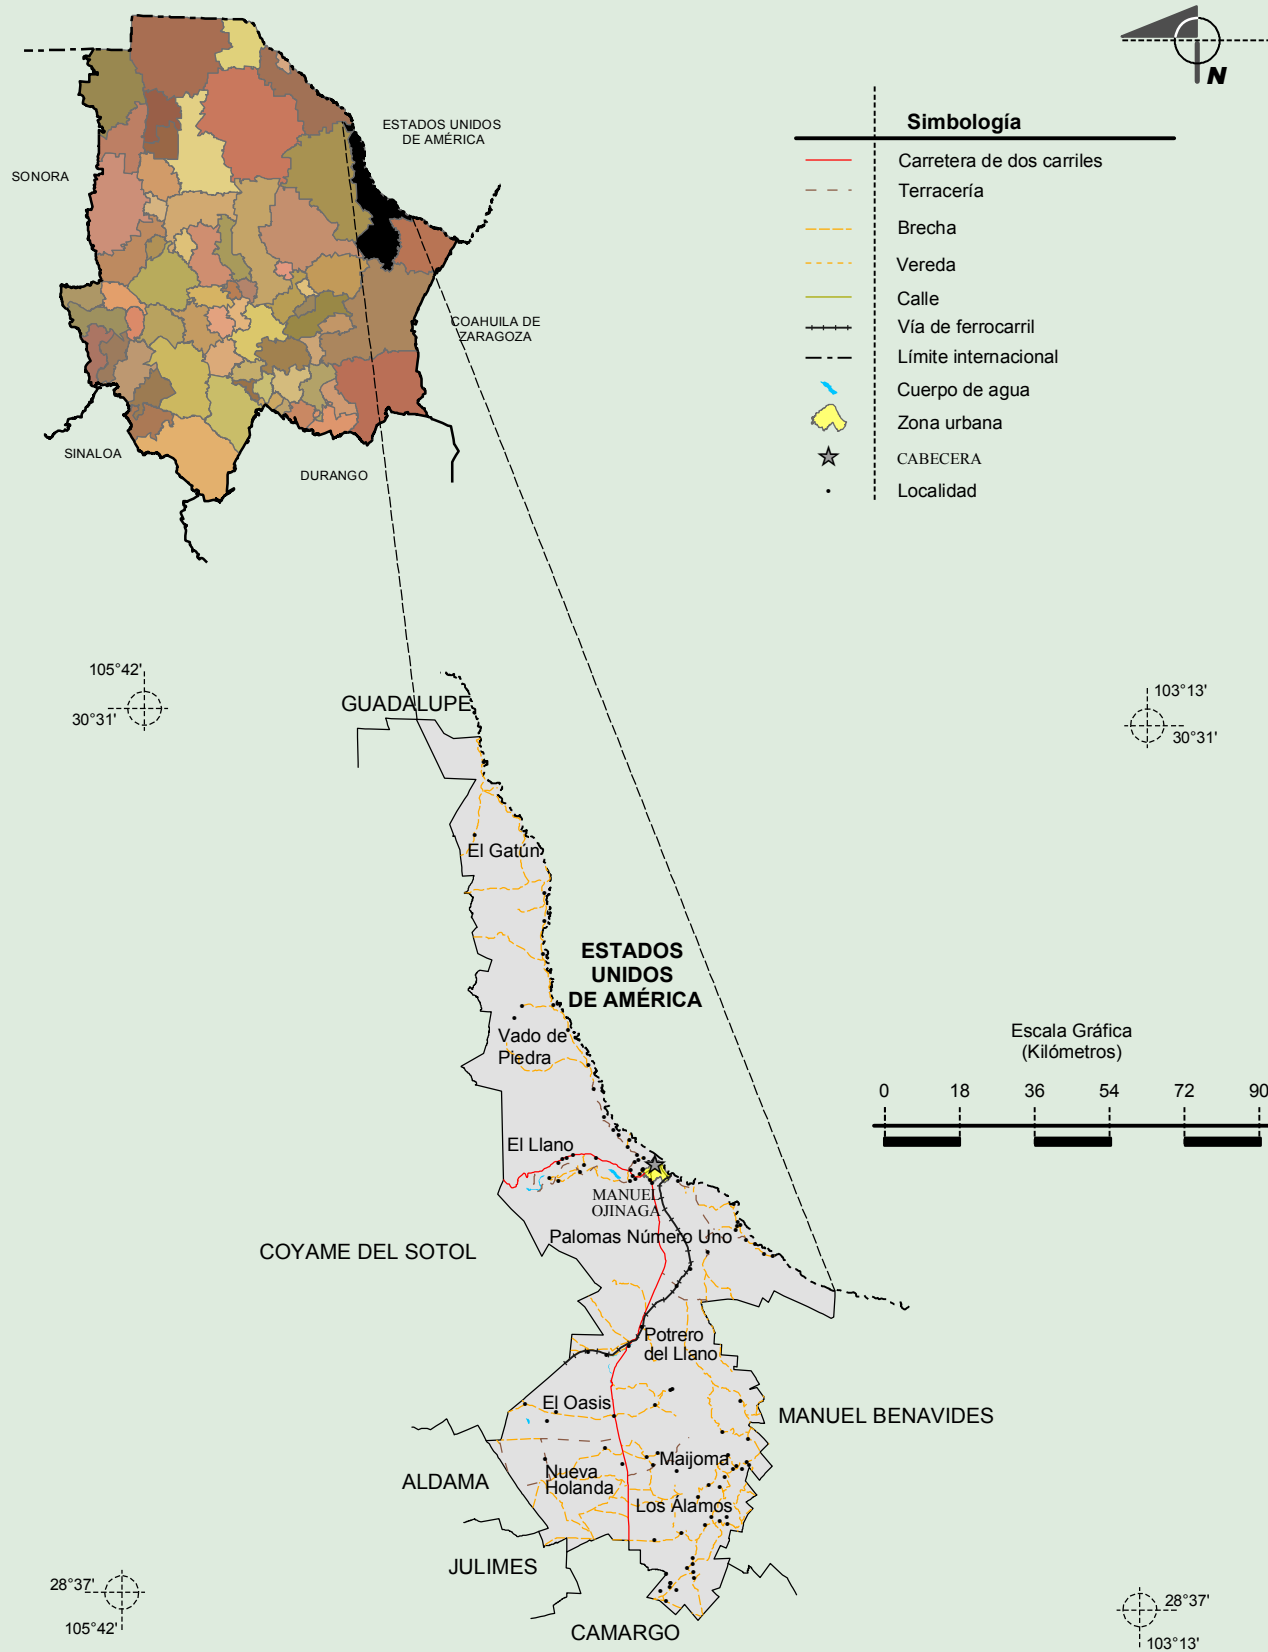 N
ESTADOS UNIDOS
DE AMÉRICA
SONORA
COAHUILA DE
ZARAGOZA
SINALOA
DURANGO
Simbología
Carretera de dos carriles
Terracería
Brecha
Vereda
Calle
Vía de ferrocarril
Límite internacional
Cuerpo de agua
Zona urbana
CABECERA
Localidad
105°42'
30°31'
103°13'
30°31'
GUADALUPE
El Gatún
ESTADOS
UNIDOS
DE AMÉRICA
Vado de
Piedra
Escala Gráfica
(Kilómetros)
0 18 36 54 72 90
El Llano
MANUEL
OJINAGA
Palomas Número Uno
COYAME DEL SOTOL
Potrero
del Llano
El Oasis
MANUEL BENAVIDES
Maijoma
ALDAMA
Nueva
Holanda
Los Álamos
JULIMES
CAMARGO
28°37'
105°42'
28°37'
103°13'